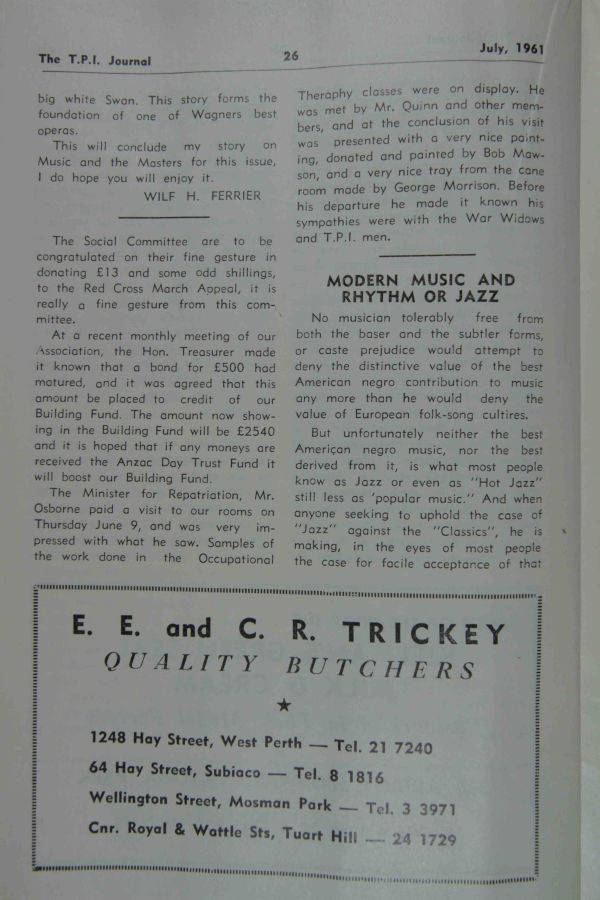 The T.P.I. Journal
26
July, 1961
big white Swan. This story forms the
foundation of one of Wagners best
operas.
This will conclude my story on
Music and the Masters for this issue,
I do hope you will enjoy it.
WILF H. FERRIER
The Social Committee are to be
congratulated on their fine gesture in
donating £13 and some odd shillings,
to the Red Cross March Appeal, it is
really a fine gesture from this com-
mittee.
At a recent monthly meeting of our
Association, the Hon. Treasurer made
it known that a bond for £500 had
matured, and it was agreed that this
amount be placed to credit of our
Building Fund. The amount now show-
ing in the Building Fund will be £2540
and it is hoped that if any moneys are
received the Anzac Day Trust Fund it
will boost our Building Fund.
The Minister for Repatriation, Mr.
Osborne paid a visit to our rooms on
Thursday June 9, and was very im-
pressed with what he saw. Samples of
the work done in the Occupational
Theraphy classes were on display. He
was met by Mr. Quinn and other mem-
bers, and at the conclusion of his visit
was presented with a very nice paint-
ing, donated and painted by Bob Maw-
son, and a very nice tray from the cane
room made by George Morrison. Before
his departure he made it known his
sympathies were with the War Widows
and T.P.I. men.
MODERN MUSIC AND
RHYTHM OR JAZZ
No musician tolerably free from
both the baser and the subtler forms,
or caste prejudice would attempt to
deny the distinctive value of the best
American negro contribution to music
any more than he would deny the
value of European folk-song cultires.
But unfortunately neither the best
American negro music, nor the best
derived from it, is what most people
know as Jazz or even as "Hot Jazz"
still less as 'popular music." And when
anyone seeking to uphold the case of
"Jazz" against the "Classics", he is
making, in the eyes of most people
the case for facile acceptance of that
E. E. and C. R. TRICKEY
QUALITY BUTCHERS
★
1248 Hay Street, West Perth — Tel. 21 7240
64 Hay Street, Subiaco — Tel. 8 1816
Wellington Street, Mosman Park — Tel. 3 3971
Cnr. Royal & Wattle Sts, Tuart Hill — 24 1729